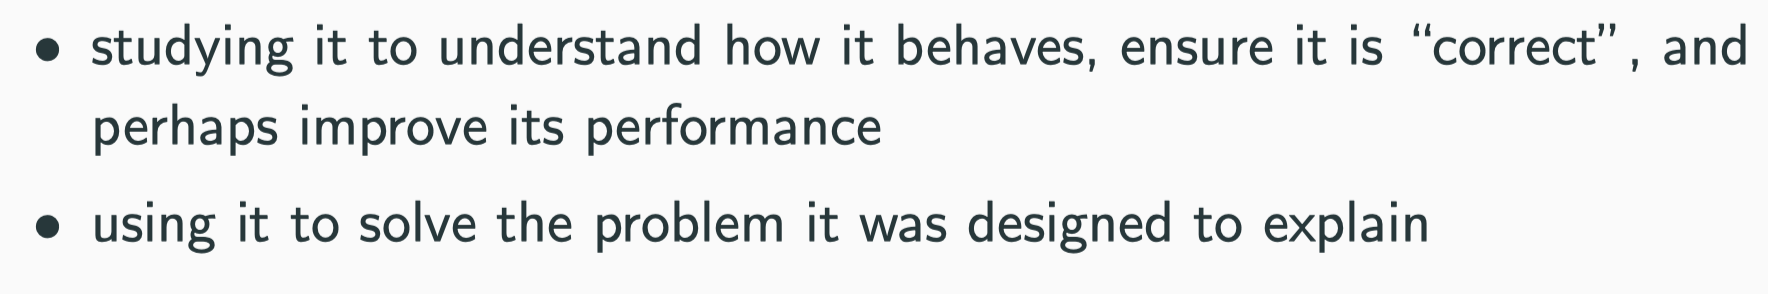 • studying it to understand how it behaves, ensure it is “correct”, and
perhaps improve its performance
• using it to solve the problem it was designed to explain